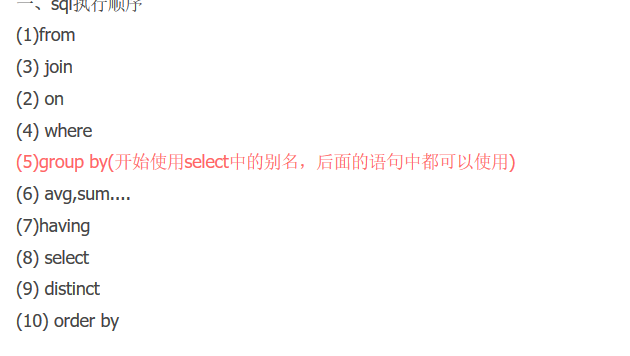 一、sql执行顺序
(1)from
(3) join
(2) on
(4) where
(5)group by(开始使用select中的别名，后面的语句中都可以使用)
(6) avg,sum....
(7)having
(8) select
(9) distinct
(10) order by